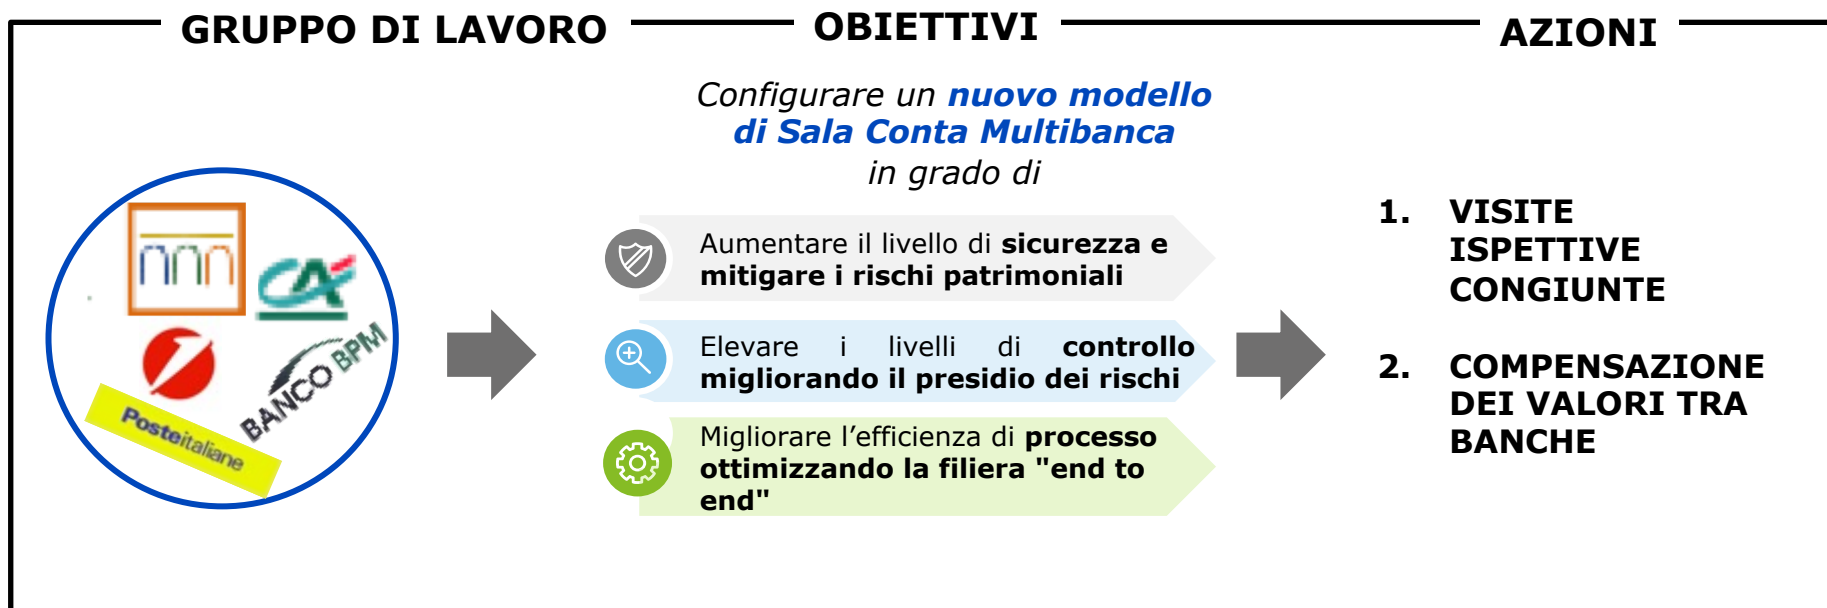 GRUPPO DI LAVORO
OBIETTIVI
AZIONI
Configurare un nuovo modello
di Sala Conta Multibanca
in grado di
BANCO BPM
Posteitaliane
Aumentare il livello di sicurezza e
mitigare i rischi patrimoniali
Elevare i livelli di controllo
migliorando il presidio dei rischi
Migliorare l’efficienza di processo
ottimizzando la filiera "end to
end"
1. VISITE
ISPETTIVE
CONGIUNTE
2. COMPENSAZIONE
DEI VALORI TRA
BANCHE